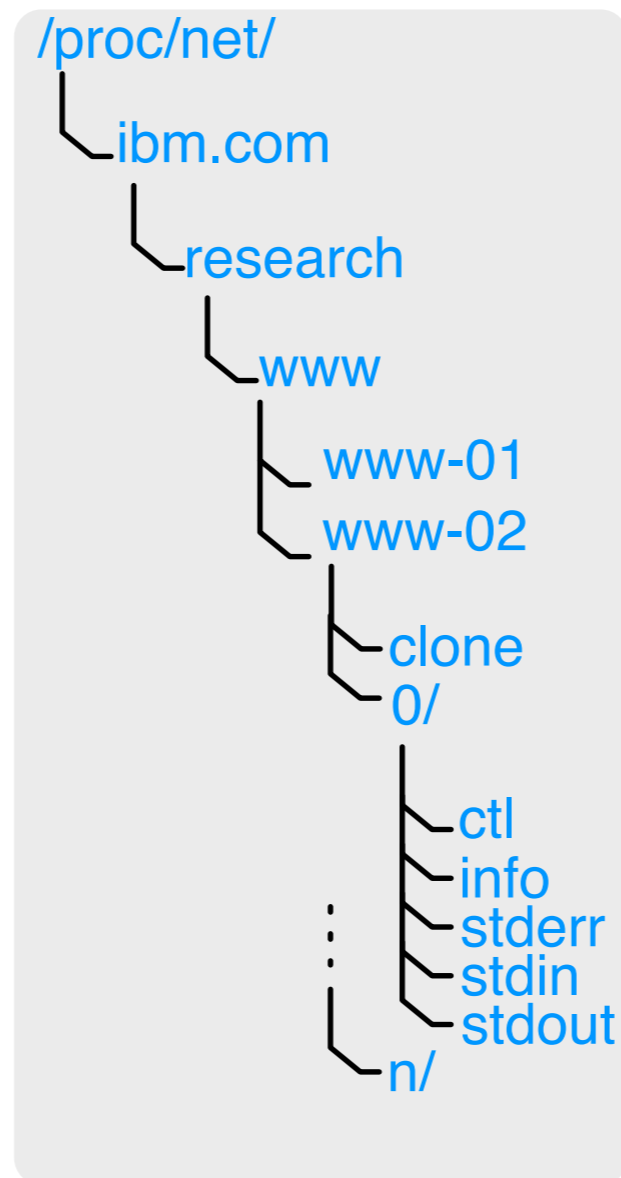 /proc/net/
ibm.com
research
www
www-01
www-02
clone
0/
ctl
info
stderr
stdin
stdout
n/